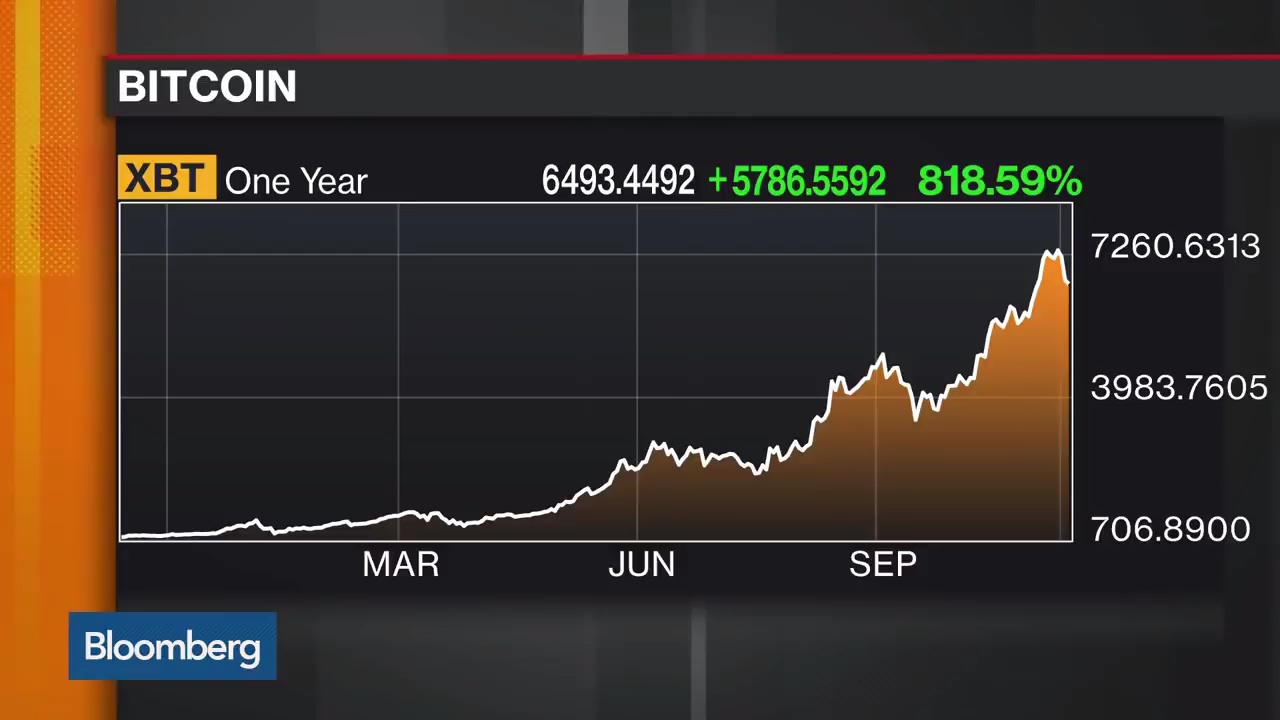 BITCOIN
XBT One Year 6493.4492 +5786.5592 818.59%
7260.6313
3983.7605
706.8900
MAR JUN SEP
Bloomberg